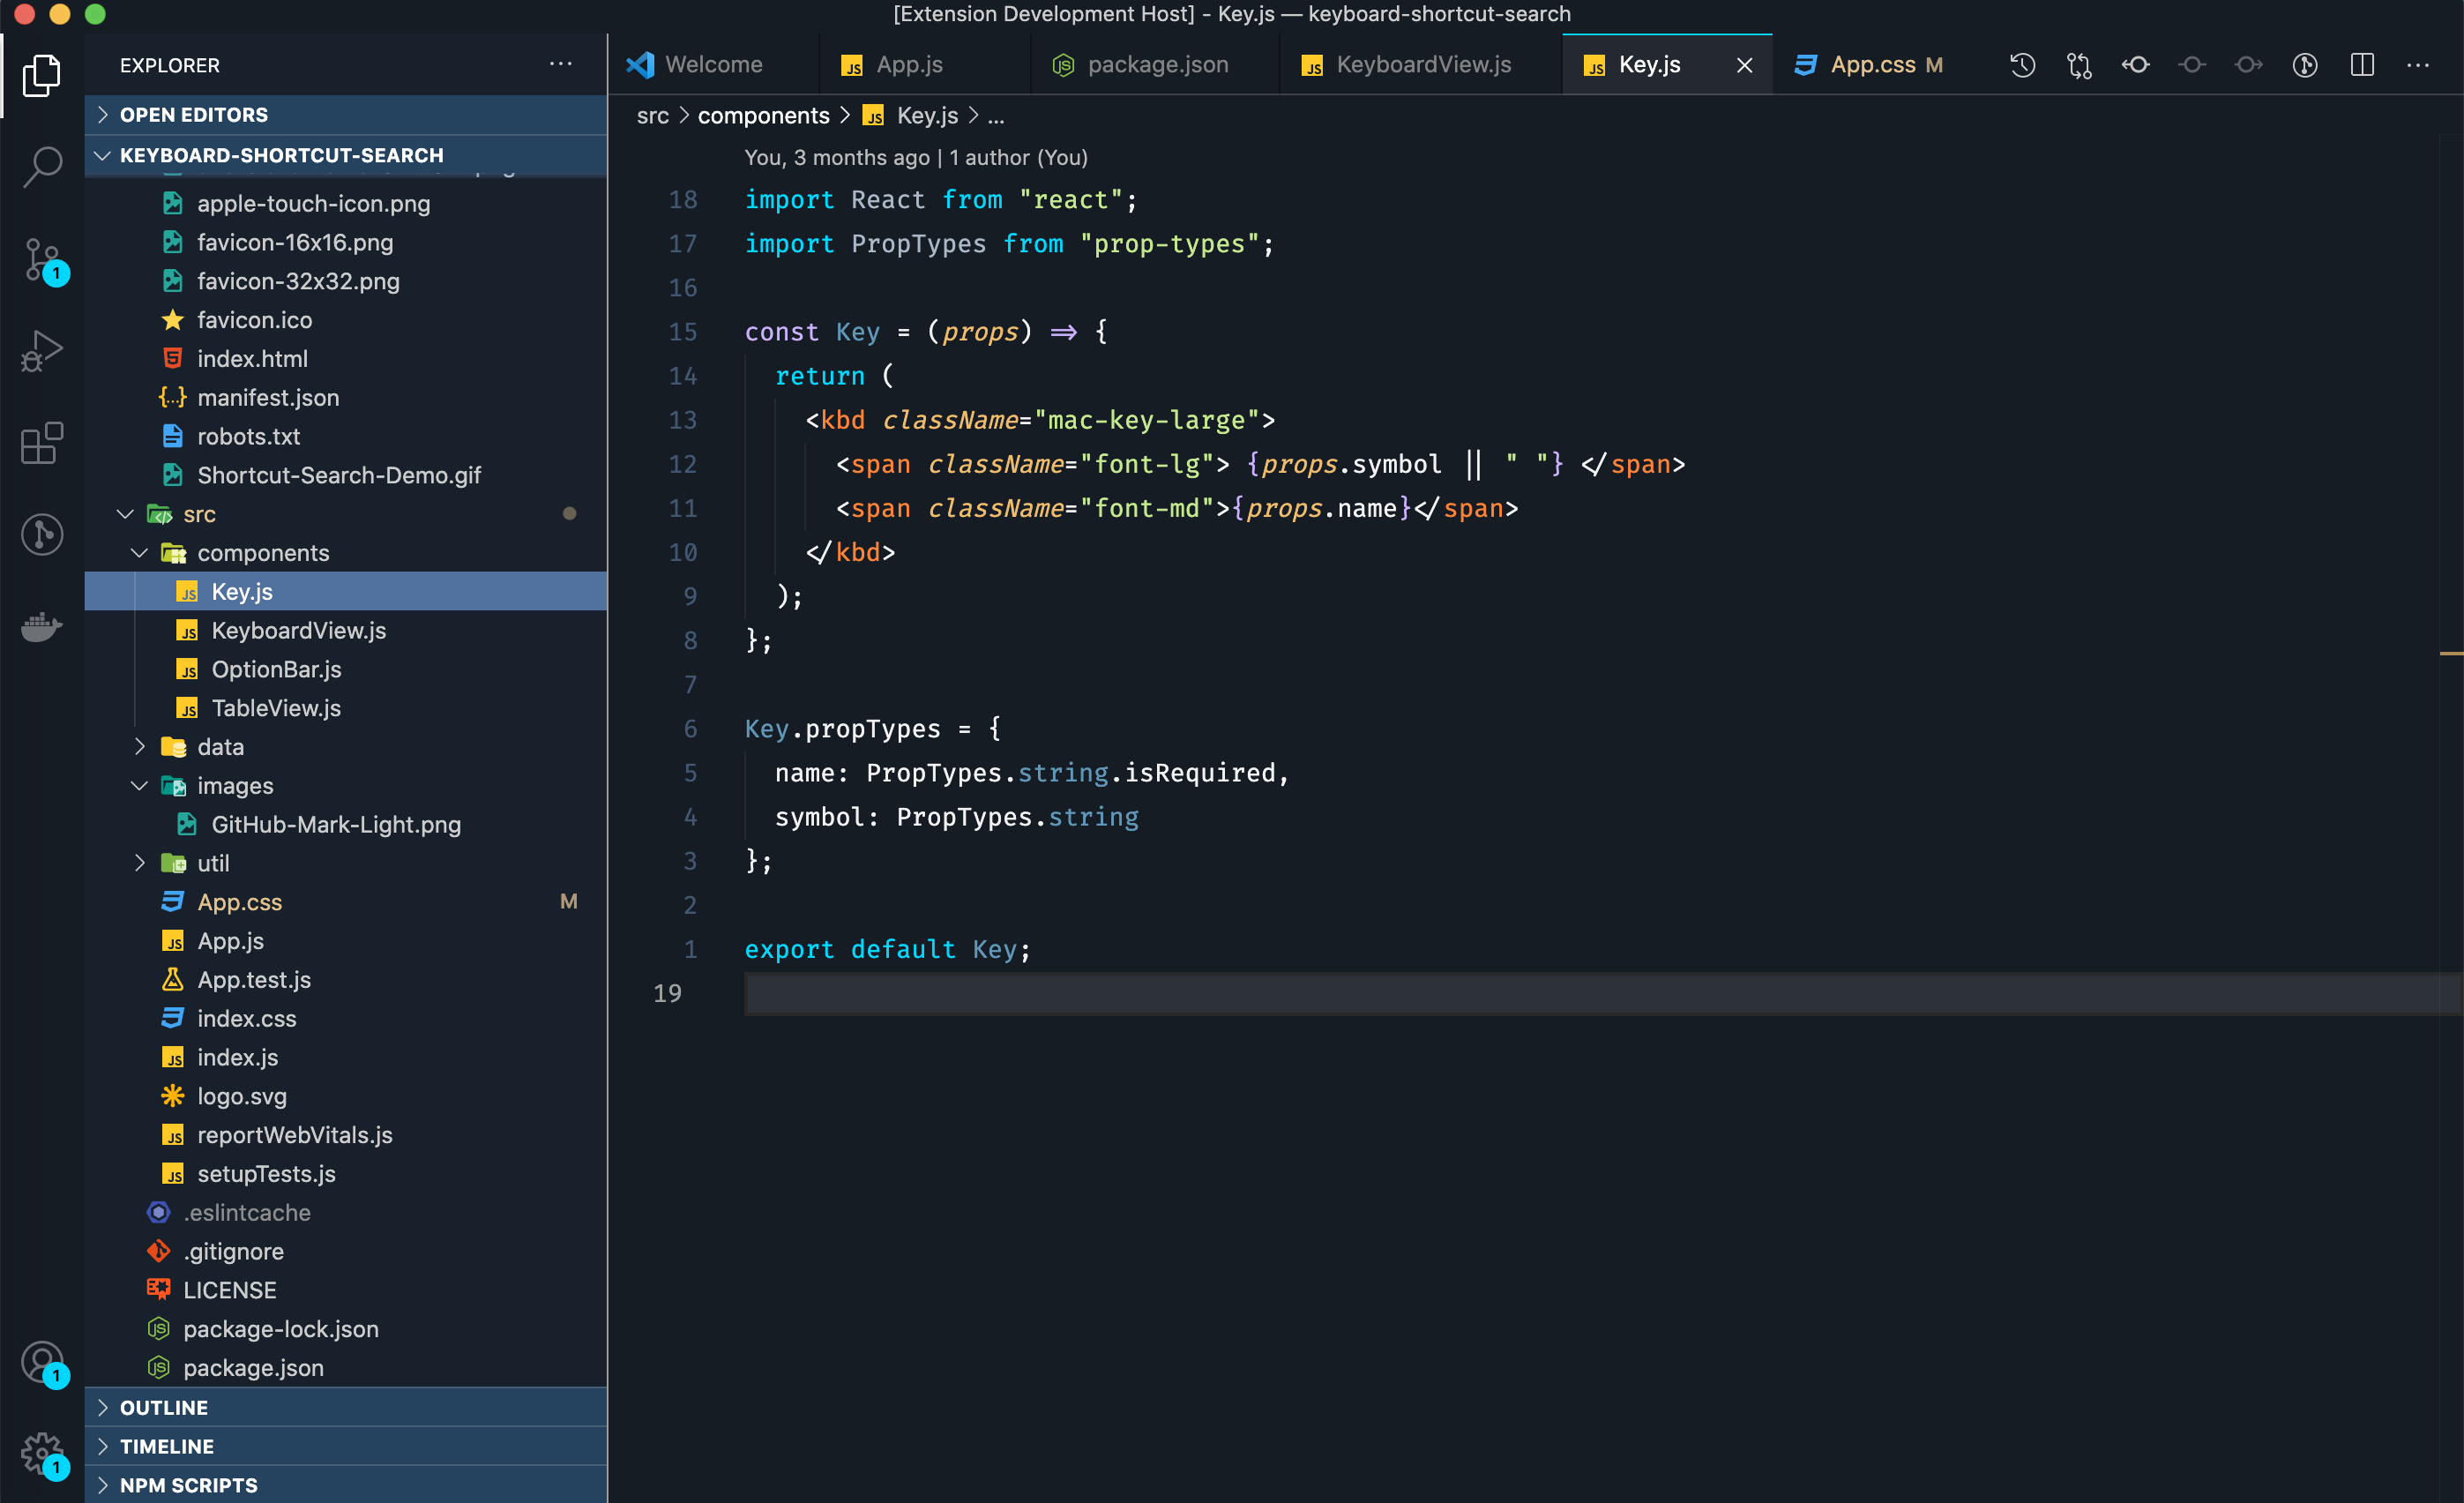 [Extension Development Host] - Key.js — keyboard-shortcut-search
EXPLORER
OPEN EDITORS
KEYBOARD-SHORTCUT-SEARCH
apple-touch-icon.png
favicon-16x16.png
favicon-32x32.png
favicon.ico
index.html
manifest.json
robots.txt
Shortcut-Search-Demo.gif
src
components
Key.js
KeyboardView.js
OptionBar.js
TableView.js
data
images
GitHub-Mark-Light.png
util
App.css M
App.js
App.test.js
index.css
index.js
logo.svg
reportWebVitals.js
setupTests.js
.eslintcache
.gitignore
LICENSE
package-lock.json
package.json
OUTLINE
TIMELINE
NPM SCRIPTS
1
1
1
Welcome JS App.js package.json JS KeyboardView.js JS Key.js App.css M
src > components > JS Key.js > ...
You, 3 months ago | 1 author (You)
18 import React from "react";
17 import PropTypes from "prop-types";
16
15 const Key = (props) => {
14 return (
13 <kbd className="mac-key-large">
12 <span className="font-lg"> {props.symbol || " "} </span>
11 <span className="font-md">{props.name}</span>
10 </kbd>
9 );
8 };
7
6 Key.propTypes = {
5 name: PropTypes.string.isRequired,
4 symbol: PropTypes.string
3 };
2
1 export default Key;
19